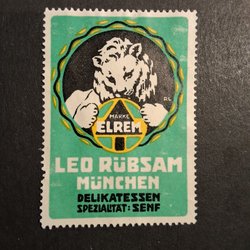 MARKE
ELREM
LEO RÜBSAM
MÜNCHEN
DELIKATESSEN
SPEZIALITÄT: SENF